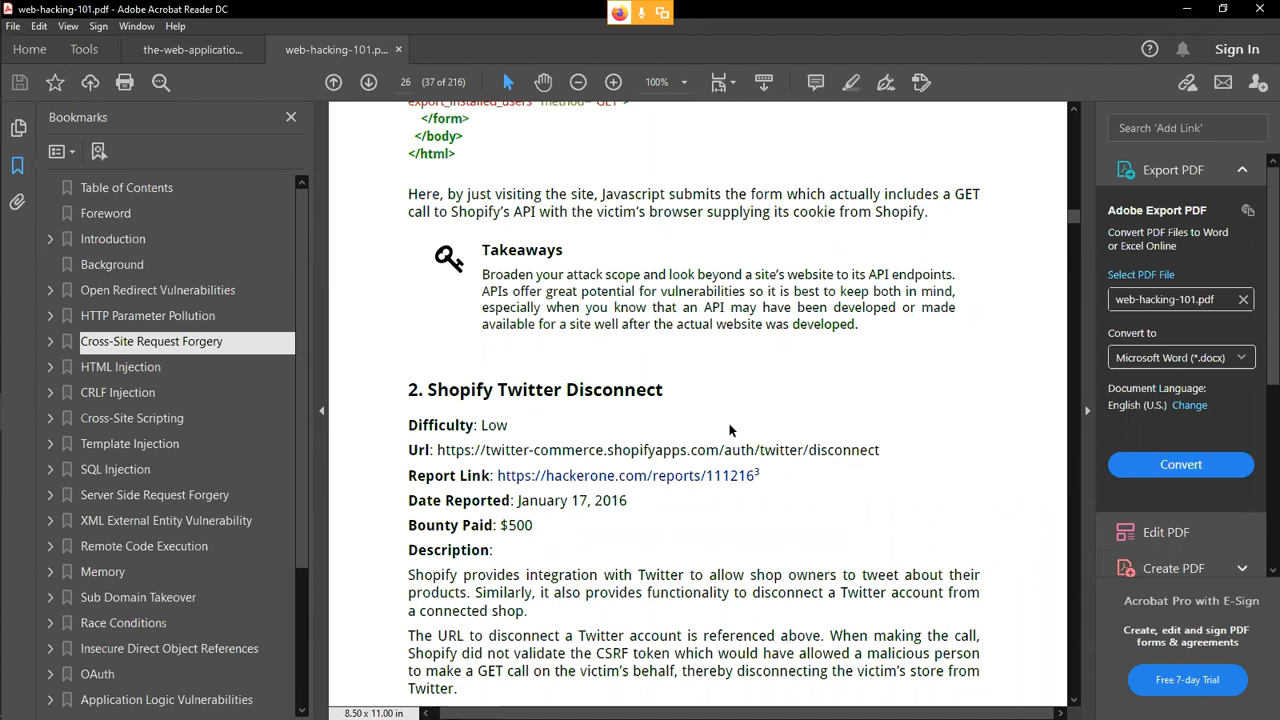 web-hacking-101.pdf - Adobe Acrobat Reader DC
File Edit View Sign Window Help
Home Tools the-web-applicatio... web-hacking-101.p... × Sign In
26 (37 of 216) 100%
Bookmarks
Table of Contents
Foreword
Introduction
Background
Open Redirect Vulnerabilities
HTTP Parameter Pollution
Cross-Site Request Forgery
HTML Injection
CRLF Injection
Cross-Site Scripting
Template Injection
SQL Injection
Server Side Request Forgery
XML External Entity Vulnerability
Remote Code Execution
Memory
Sub Domain Takeover
Race Conditions
Insecure Direct Object References
OAuth
Application Logic Vulnerabilities
export_installed_users" method="GET">
</form>
</body>
</html>
Here, by just visiting the site, Javascript submits the form which actually includes a GET
call to Shopify's API with the victim's browser supplying its cookie from Shopify.
Takeaways
Broaden your attack scope and look beyond a site's website to its API endpoints.
APIs offer great potential for vulnerabilities so it is best to keep both in mind,
especially when you know that an API may have been developed or made
available for a site well after the actual website was developed.
2. Shopify Twitter Disconnect
Difficulty: Low
Url: https://twitter-commerce.shopifyapps.com/auth/twitter/disconnect
Report Link: https://hackerone.com/reports/111216³
Date Reported: January 17, 2016
Bounty Paid: $500
Description:
Shopify provides integration with Twitter to allow shop owners to tweet about their
products. Similarly, it also provides functionality to disconnect a Twitter account from
a connected shop.
The URL to disconnect a Twitter account is referenced above. When making the call,
Shopify did not validate the CSRF token which would have allowed a malicious person
to make a GET call on the victim's behalf, thereby disconnecting the victim's store from
Twitter.
8.50 x 11.00 in
Search 'Add Link'
Export PDF
Adobe Export PDF
Convert PDF Files to Word
or Excel Online
Select PDF File
web-hacking-101.pdf ×
Convert to
Microsoft Word (*.docx)
Document Language:
English (U.S.) Change
Convert
Edit PDF
Create PDF
Acrobat Pro with E-Sign
Create, edit and sign PDF
forms & agreements
Free 7-day Trial